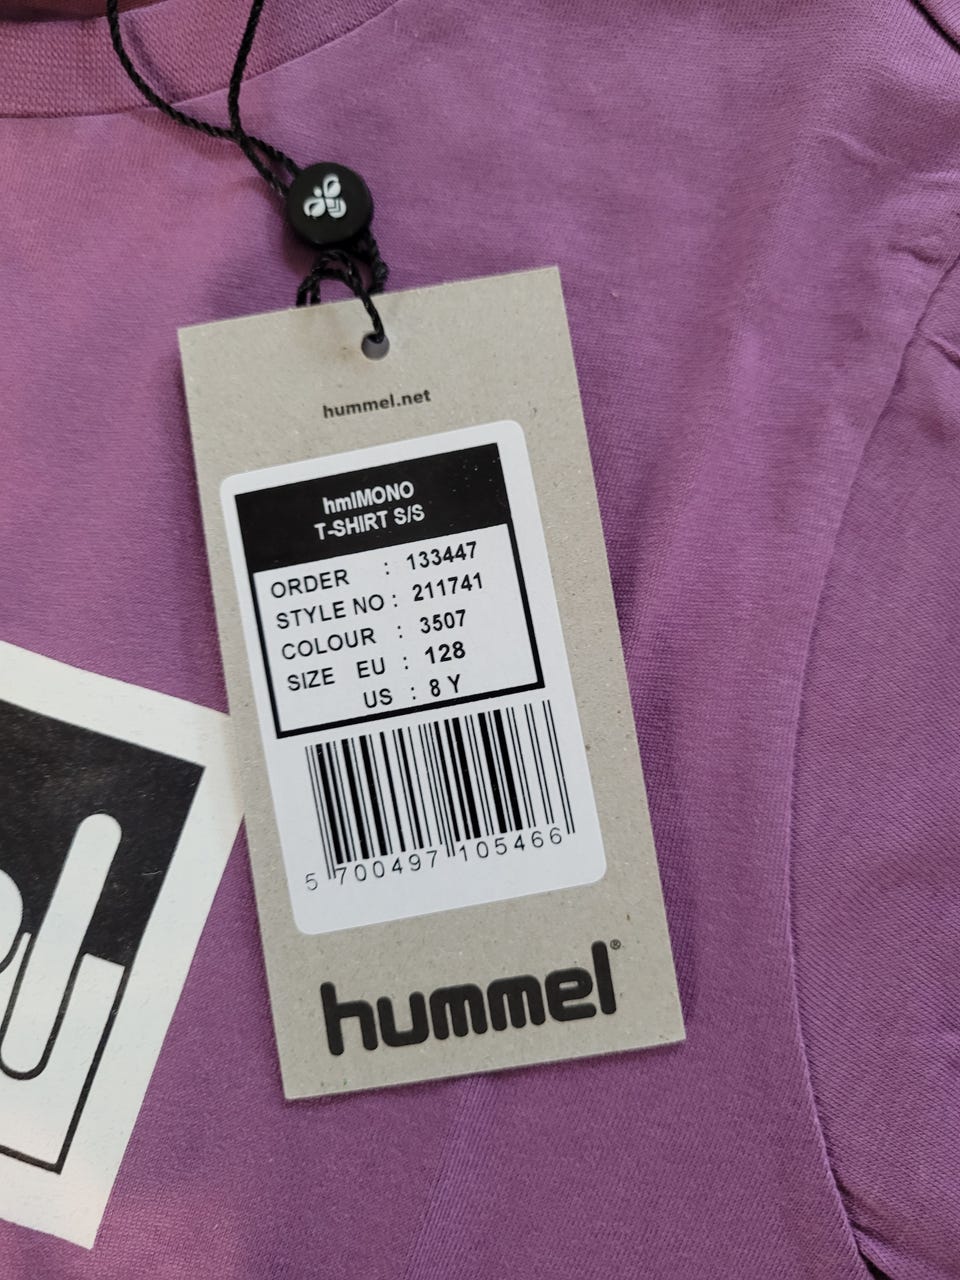 hummel.net
hmlMONO
T-SHIRT S/S
ORDER : 133447
STYLE NO : 211741
COLOUR : 3507
SIZE EU : 128
US : 8 Y
5 700497 105466
hummel®